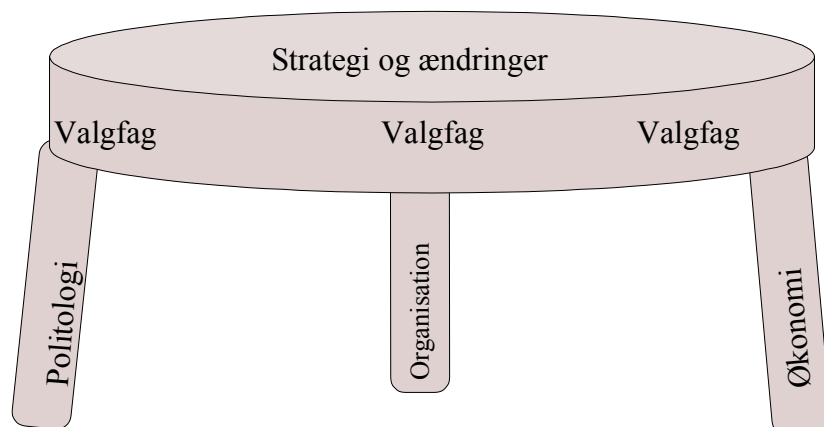 Strategi og ændringer
Valgfag Valgfag Valgfag
Politologi
Organisation
Økonomi